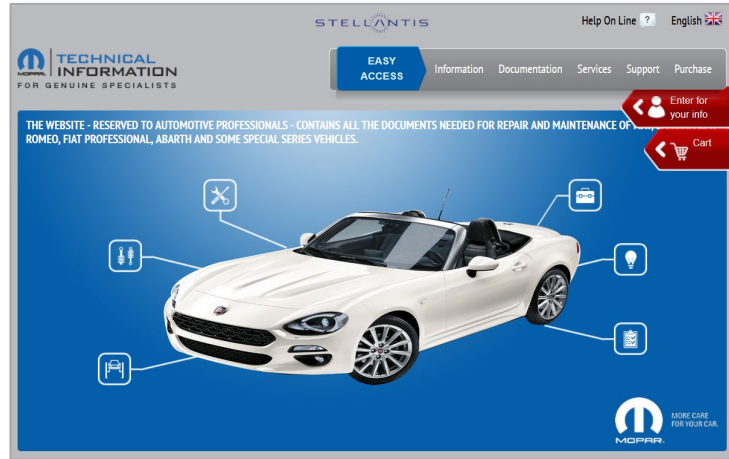 STELLANTIS
Help On Line ?
English
MOPAR.
TECHNICAL
INFORMATION
FOR GENUINE SPECIALISTS
EASY
ACCESS
Information
Documentation
Services
Support
Purchase
Enter for
your info
Cart
THE WEBSITE - RESERVED TO AUTOMOTIVE PROFESSIONALS - CONTAINS ALL THE DOCUMENTS NEEDED FOR REPAIR AND MAINTENANCE OF
ROMEO, FIAT PROFESSIONAL, ABARTH AND SOME SPECIAL SERIES VEHICLES.
MOPAR.
MORE CARE
FOR YOUR CAR.